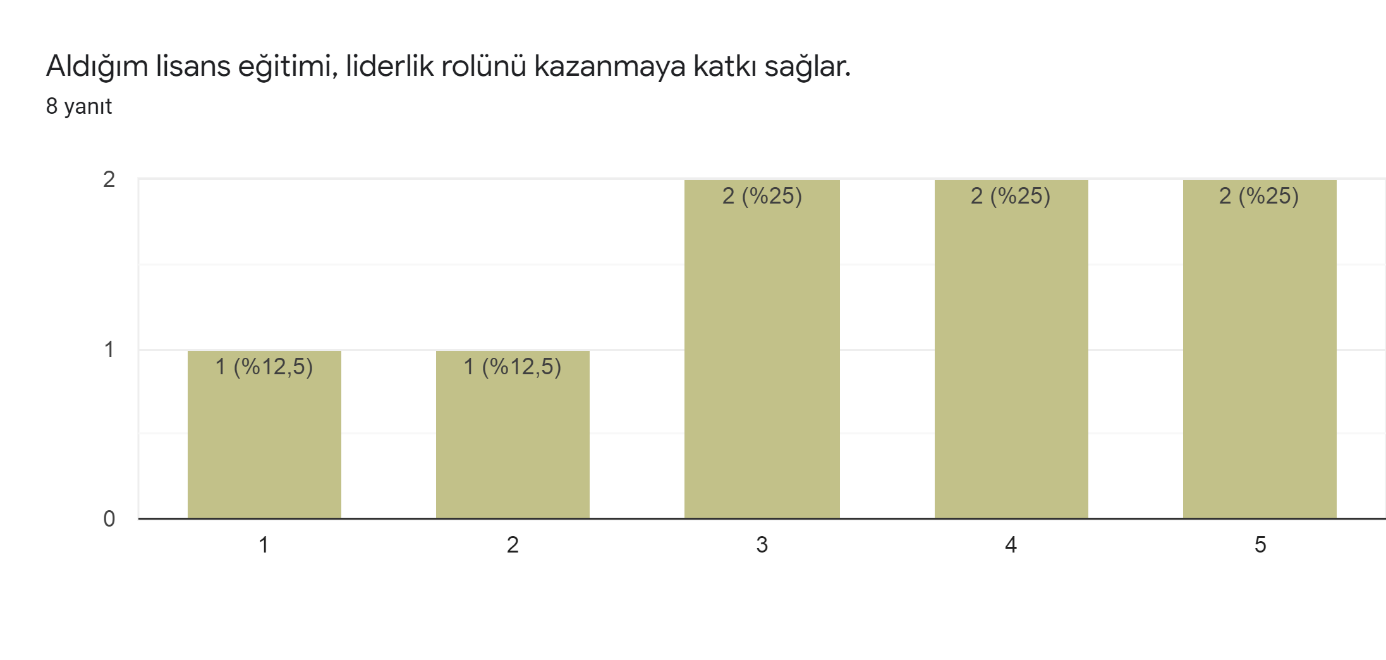 Aldığım lisans eğitimi, liderlik rolünü kazanmaya katkı sağlar.
8 yanıt
2
2 (%25) 2 (%25) 2 (%25)
1
1 (%12,5) 1 (%12,5)
0
1 2 3 4 5